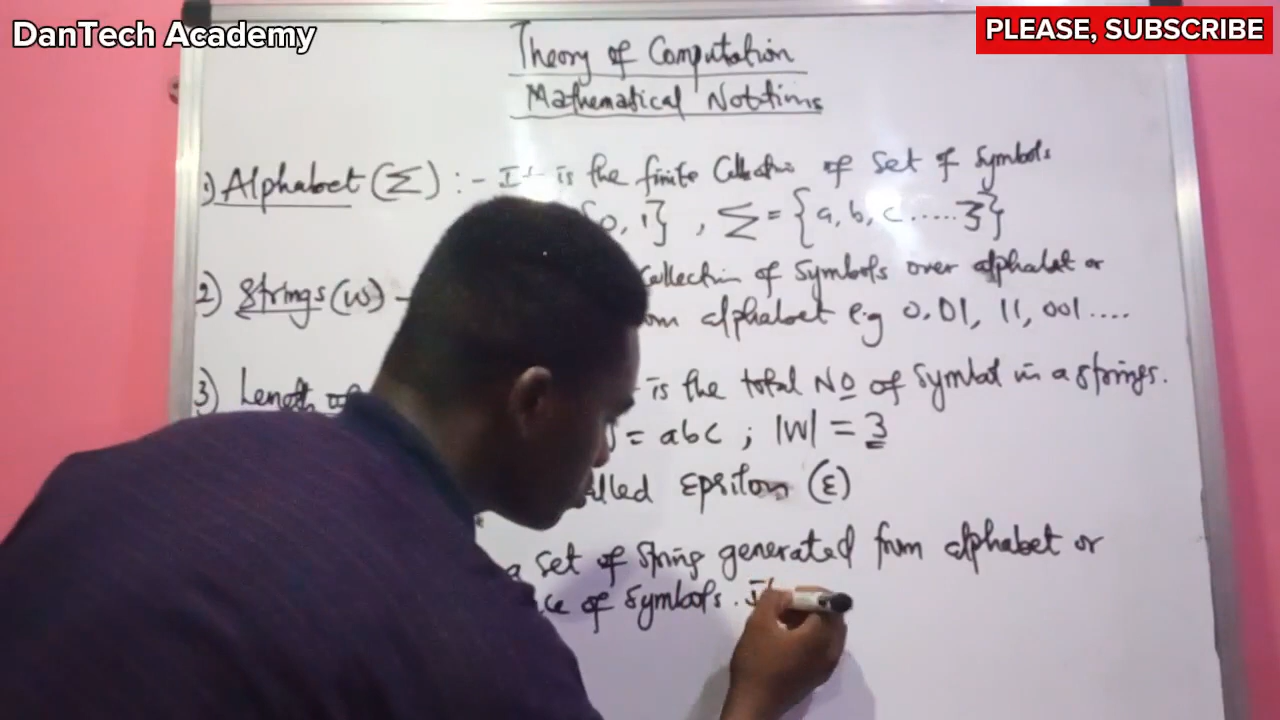 DanTech Academy
PLEASE, SUBSCRIBE
Theory of Computation
Mathematical Notations
1) Alphabet (Σ) :- It is the finite Collection of Set of Symbols
{0, 1} , Σ = {a, b, c.....z}
2) Strings (w) - Collection of Symbols over alphabet or
from alphabet e.g 0, 01, 11, 001 ....
3) Length of is the total No of Symbol in a strings.
= abc ; |W| = 3
called Epsilon (ε)
a set of String generated from alphabet or
of Symbols. I